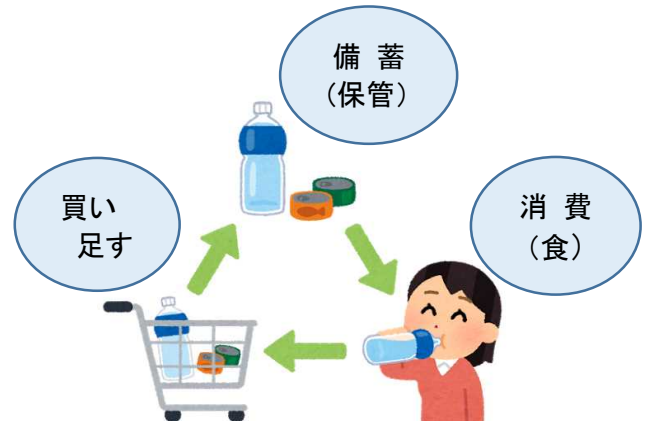 備 蓄
（保管）
買い
足す
消 費
（食）